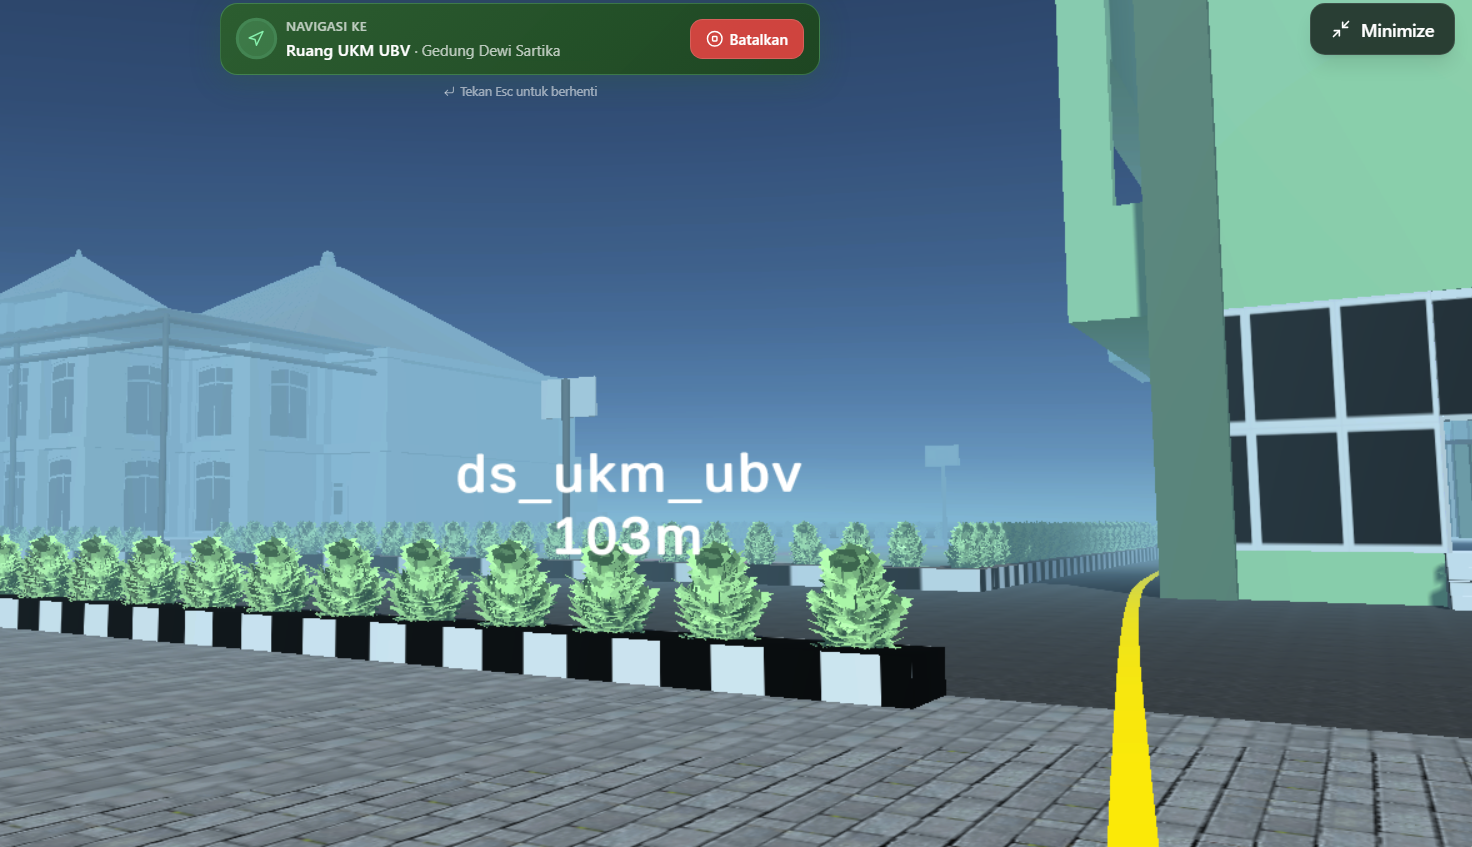 NAVIGASI KE
Ruang UKM UBV · Gedung Dewi Sartika
Batalkan
Minimize
Tekan Esc untuk berhenti
ds_ukm_ubv
103m